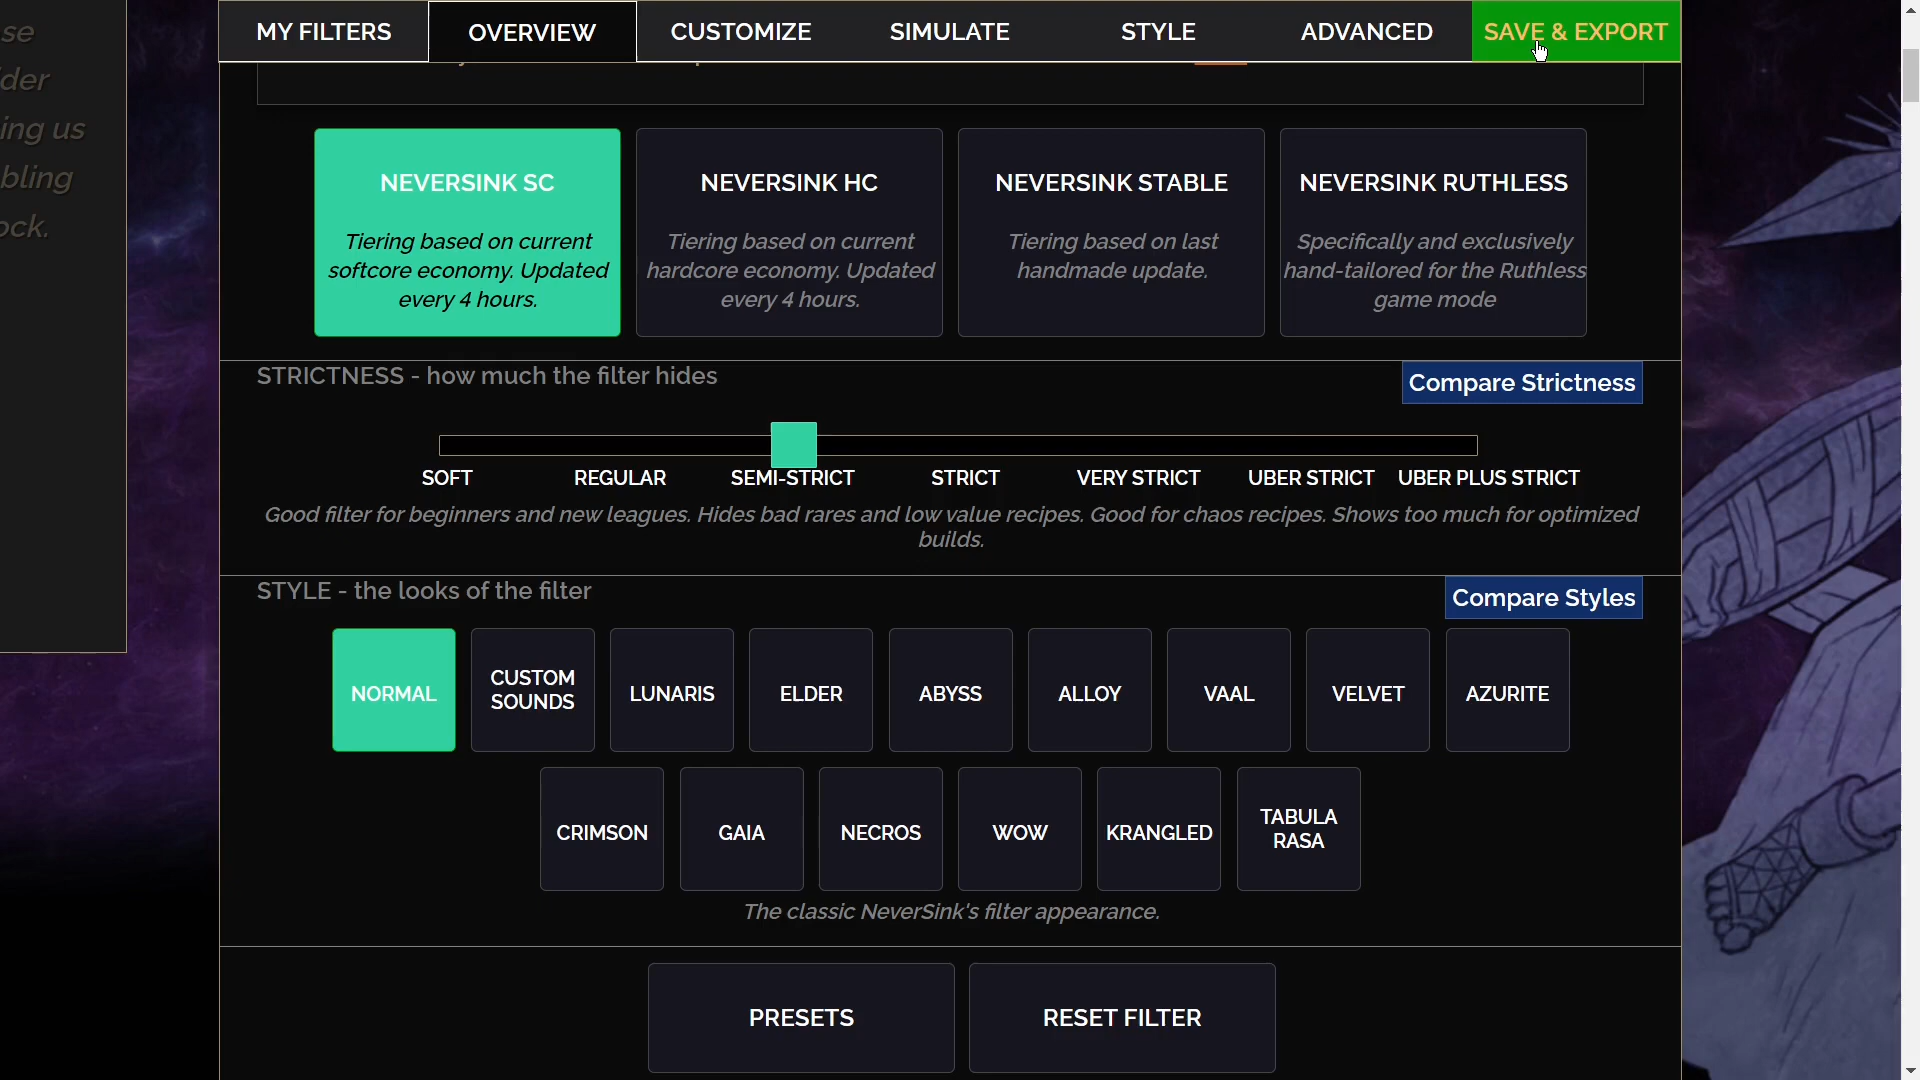 MY FILTERS
OVERVIEW
CUSTOMIZE
SIMULATE
STYLE
ADVANCED
SAVE & EXPORT
se
der
ing us
bling
ock.
NEVERSINK SC
Tiering based on current
softcore economy. Updated
every 4 hours.
NEVERSINK HC
Tiering based on current
hardcore economy. Updated
every 4 hours.
NEVERSINK STABLE
Tiering based on last
handmade update.
NEVERSINK RUTHLESS
Specifically and exclusively
hand-tailored for the Ruthless
game mode
STRICTNESS - how much the filter hides
Compare Strictness
SOFT
REGULAR
SEMI-STRICT
STRICT
VERY STRICT
UBER STRICT
UBER PLUS STRICT
Good filter for beginners and new leagues. Hides bad rares and low value recipes. Good for chaos recipes. Shows too much for optimized
builds.
STYLE - the looks of the filter
Compare Styles
NORMAL
CUSTOM
SOUNDS
LUNARIS
ELDER
ABYSS
ALLOY
VAAL
VELVET
AZURITE
CRIMSON
GAIA
NECROS
WOW
KRANGLED
TABULA
RASA
The classic NeverSink's filter appearance.
PRESETS
RESET FILTER